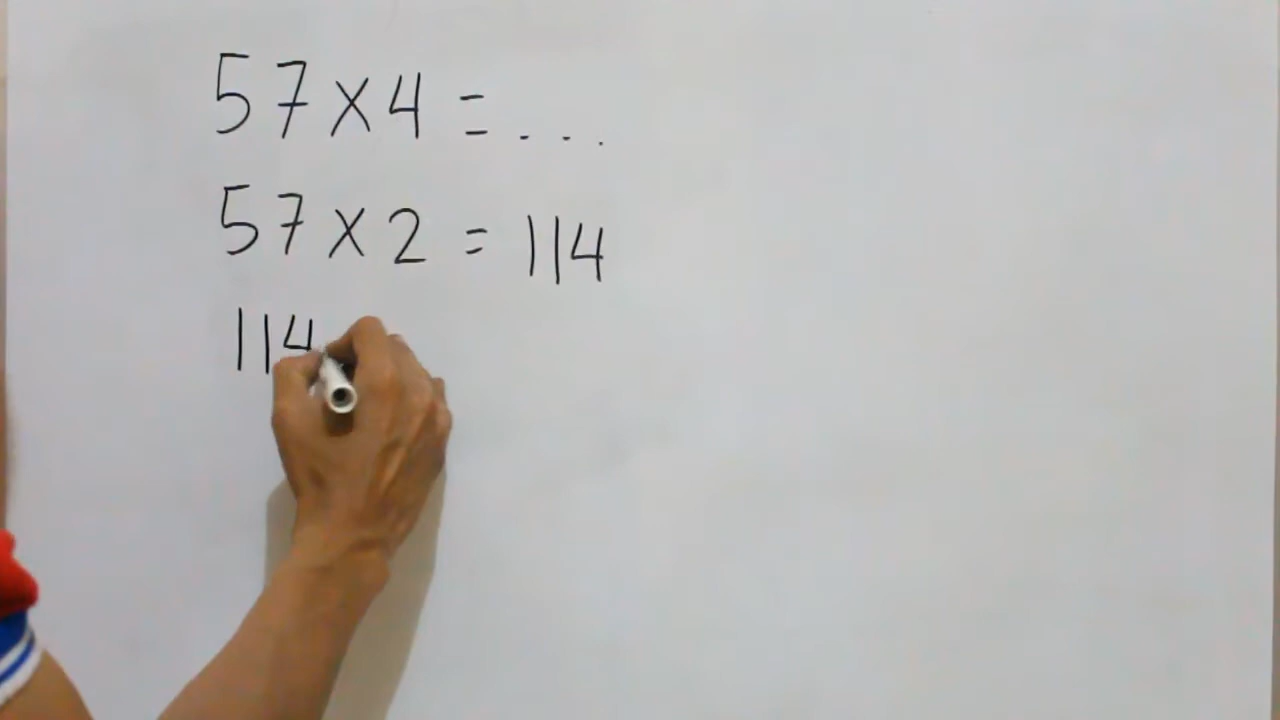 57 x 4 = ...
57 x 2 = 114
114